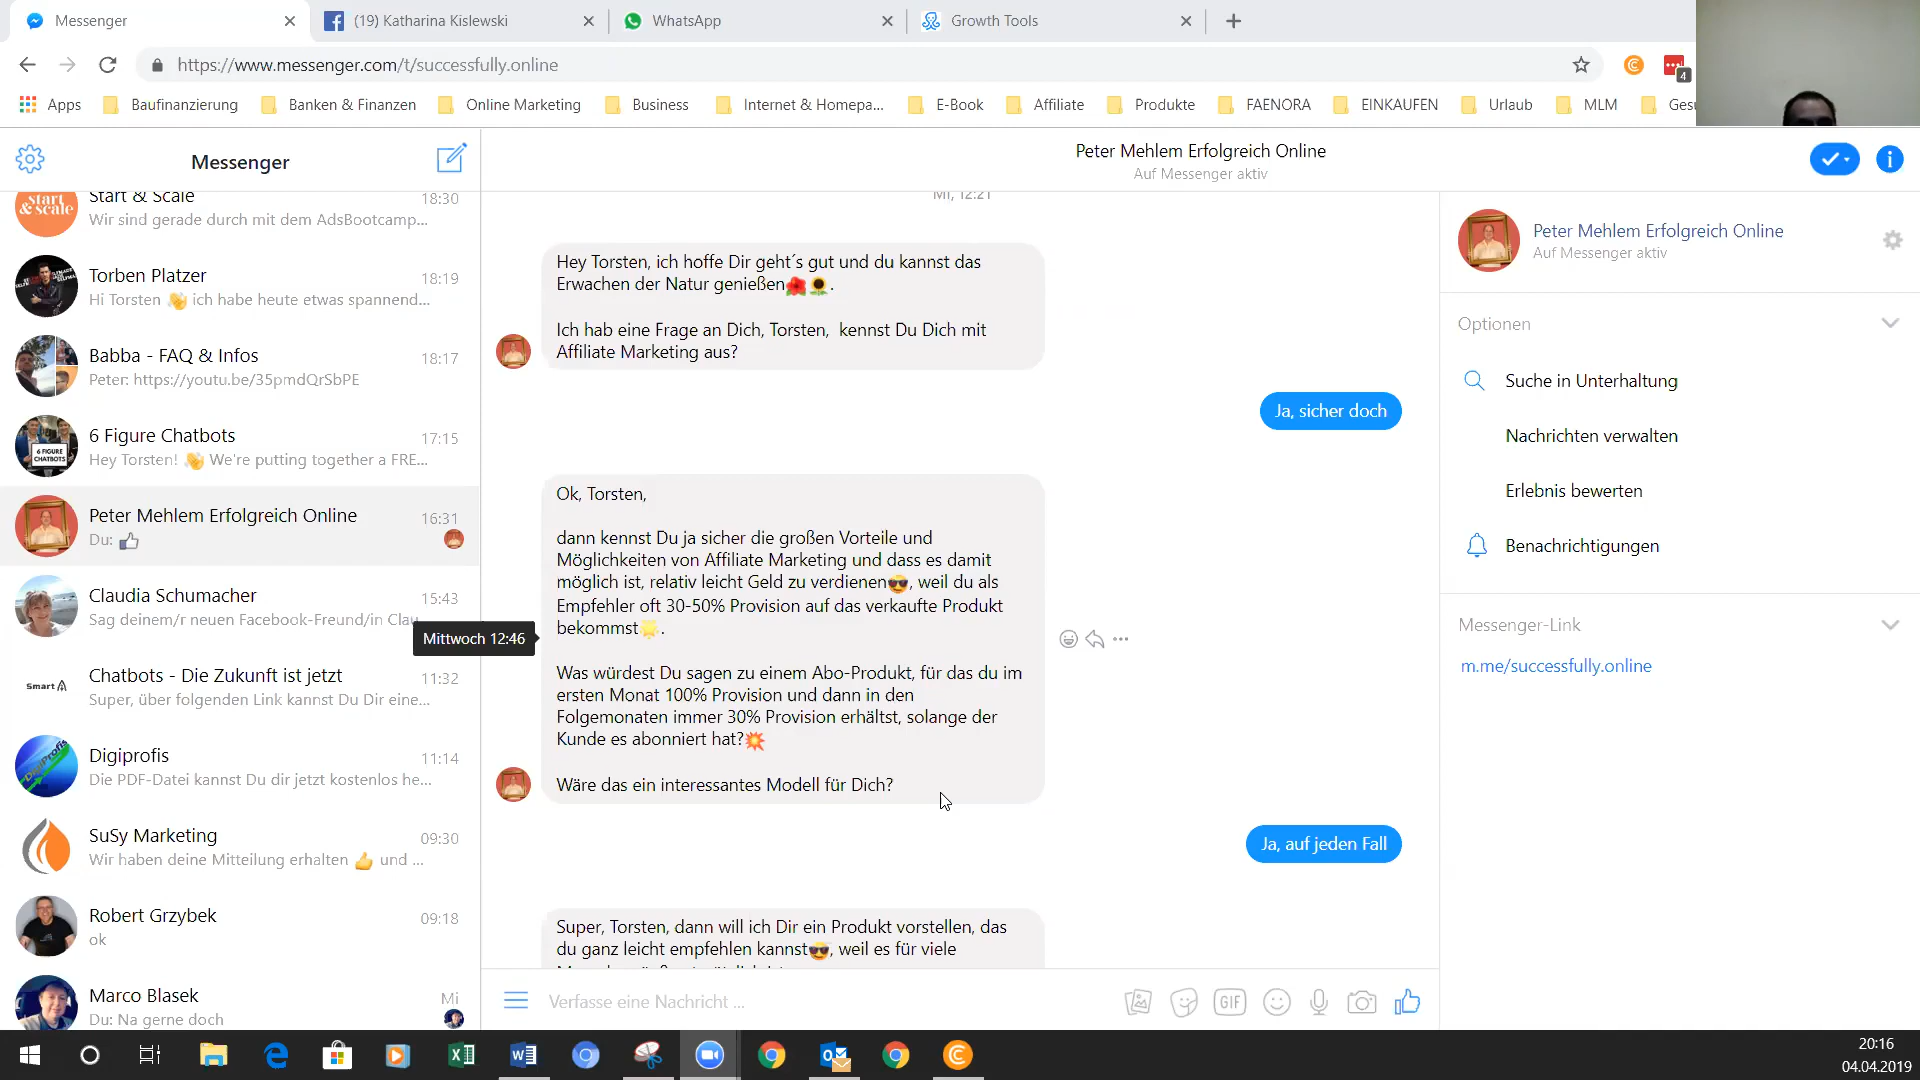 Messenger
(19) Katharina Kislewski
WhatsApp
Growth Tools
https://www.messenger.com/t/successfully.online
4
Apps
Baufinanzierung
Banken & Finanzen
Online Marketing
Business
Internet & Homepa...
E-Book
Affiliate
Produkte
FAENORA
EINKAUFEN
Urlaub
MLM
Gesu
Messenger
Start & Scale
18:30
Wir sind gerade durch mit dem AdsBootcamp...
start
& scale
Torben Platzer
18:19
Hi Torsten 👋 ich habe heute etwas spannend...
Babba - FAQ & Infos
18:17
Peter: https://youtu.be/35pmdQrSbPE
6 Figure Chatbots
17:15
Hey Torsten! 👋 We're putting together a FRE...
6 FIGURE
CHATBOTS
Peter Mehlem Erfolgreich Online
16:31
Du: 👍
Claudia Schumacher
15:43
Sag deinem/r neuen Facebook-Freund/in Clau
Mittwoch 12:46
Chatbots - Die Zukunft ist jetzt
11:32
Super, über folgenden Link kannst Du Dir eine...
Smart A
Digiprofis
11:14
Die PDF-Datei kannst Du dir jetzt kostenlos he...
DigiProfis
SuSy Marketing
09:30
Wir haben deine Mitteilung erhalten 👍 und ...
Robert Grzybek
09:18
ok
Marco Blasek
Mi
Du: Na gerne doch
Peter Mehlem Erfolgreich Online
Auf Messenger aktiv
Mi, 12:21
Hey Torsten, ich hoffe Dir geht´s gut und du kannst das
Erwachen der Natur genießen🌺🌻.
Ich hab eine Frage an Dich, Torsten, kennst Du Dich mit
Affiliate Marketing aus?
Ja, sicher doch
Ok, Torsten,
dann kennst Du ja sicher die großen Vorteile und
Möglichkeiten von Affiliate Marketing und dass es damit
möglich ist, relativ leicht Geld zu verdienen😎, weil du als
Empfehler oft 30-50% Provision auf das verkaufte Produkt
bekommst🌟.
Was würdest Du sagen zu einem Abo-Produkt, für das du im
ersten Monat 100% Provision und dann in den
Folgemonaten immer 30% Provision erhältst, solange der
Kunde es abonniert hat?💥
Wäre das ein interessantes Modell für Dich?
Ja, auf jeden Fall
Super, Torsten, dann will ich Dir ein Produkt vorstellen, das
du ganz leicht empfehlen kannst😎, weil es für viele
Verfasse eine Nachricht ...
GIF
Peter Mehlem Erfolgreich Online
Auf Messenger aktiv
Optionen
Suche in Unterhaltung
Nachrichten verwalten
Erlebnis bewerten
Benachrichtigungen
Messenger-Link
m.me/successfully.online
20:16
04.04.2019